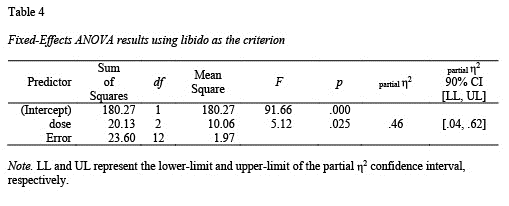 Table 4
Fixed-Effects ANOVA results using libido as the criterion
Predictor Sum of Squares df Mean Square F p partial η² partial η² 90% CI [LL, UL]
(Intercept) 180.27 1 180.27 91.66 .000
dose 20.13 2 10.06 5.12 .025 .46 [.04, .62]
Error 23.60 12 1.97
Note. LL and UL represent the lower-limit and upper-limit of the partial η² confidence interval,
respectively.